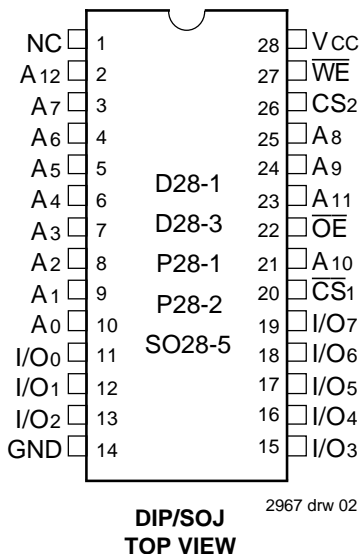 NC 1 28 VCC
A12 2 27 W̅E̅
A7 3 26 CS2
A6 4 25 A8
A5 5 24 A9
A4 6 23 A11
A3 7 22 O̅E̅
A2 8 21 A10
A1 9 20 C̅S̅1
A0 10 19 I/O7
I/O0 11 18 I/O6
I/O1 12 17 I/O5
I/O2 13 16 I/O4
GND 14 15 I/O3
D28-1
D28-3
P28-1
P28-2
SO28-5
2967 drw 02
DIP/SOJ
TOP VIEW